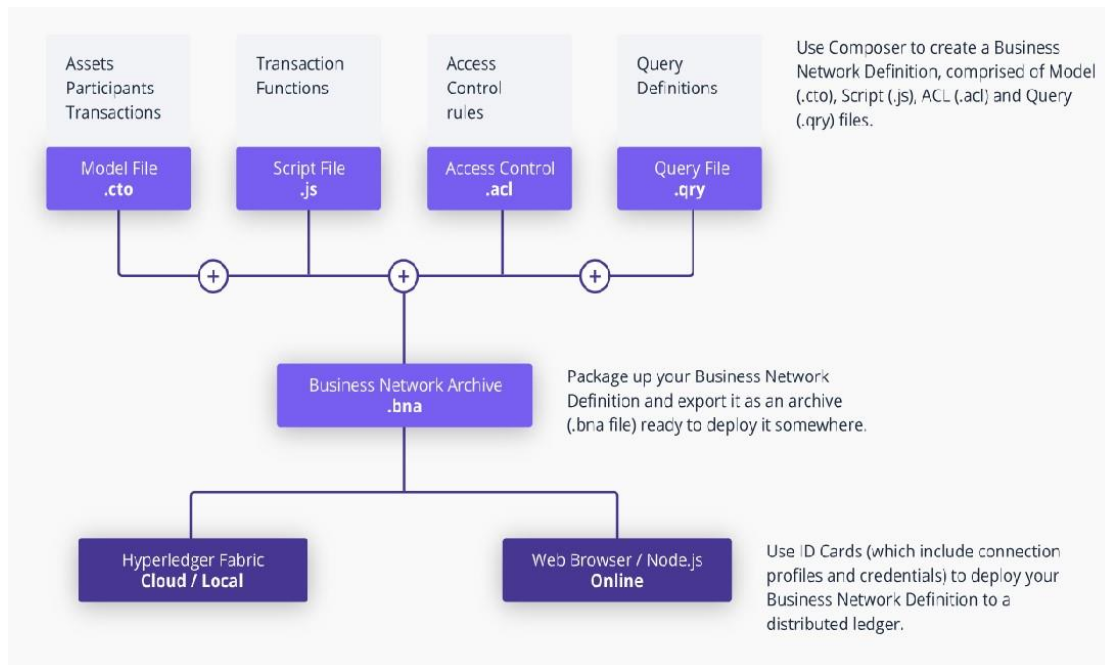 Assets
Participants
Transactions
Transaction
Functions
Access
Control
rules
Query
Definitions
Use Composer to create a Business
Network Definition, comprised of Model
(.cto), Script (.js), ACL (.acl) and Query
(.qry) files.
Model File
.cto
Script File
.js
Access Control
.acl
Query File
.qry
+
+
+
Business Network Archive
.bna
Package up your Business Network
Definition and export it as an archive
(.bna file) ready to deploy it somewhere.
Hyperledger Fabric
Cloud / Local
Web Browser / Node.js
Online
Use ID Cards (which include connection
profiles and credentials) to deploy your
Business Network Definition to a
distributed ledger.